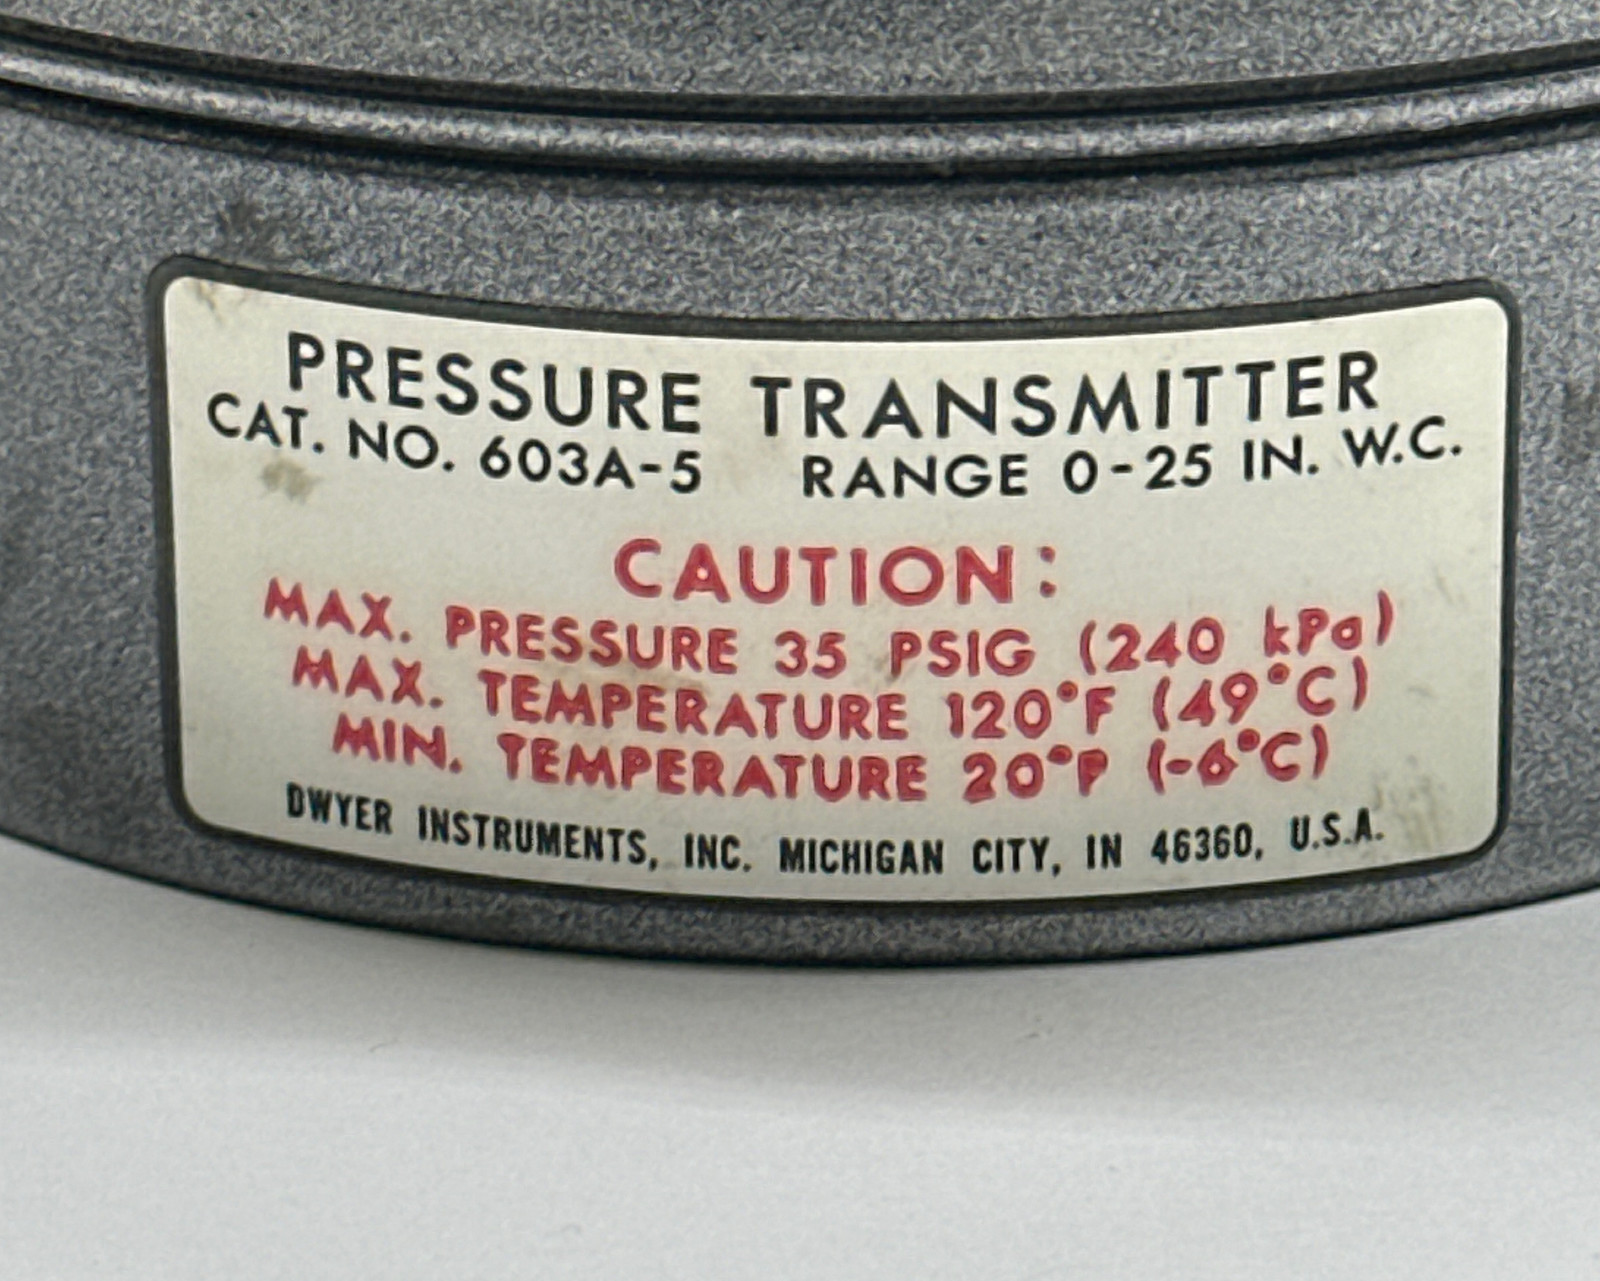 PRESSURE TRANSMITTER
CAT. NO. 603A-5 RANGE 0-25 IN. W.C.
CAUTION:
MAX. PRESSURE 35 PSIG (240 kPa)
MAX. TEMPERATURE 120°F (49°C)
MIN. TEMPERATURE 20°F (-6°C)
DWYER INSTRUMENTS, INC. MICHIGAN CITY, IN 46360, U.S.A.